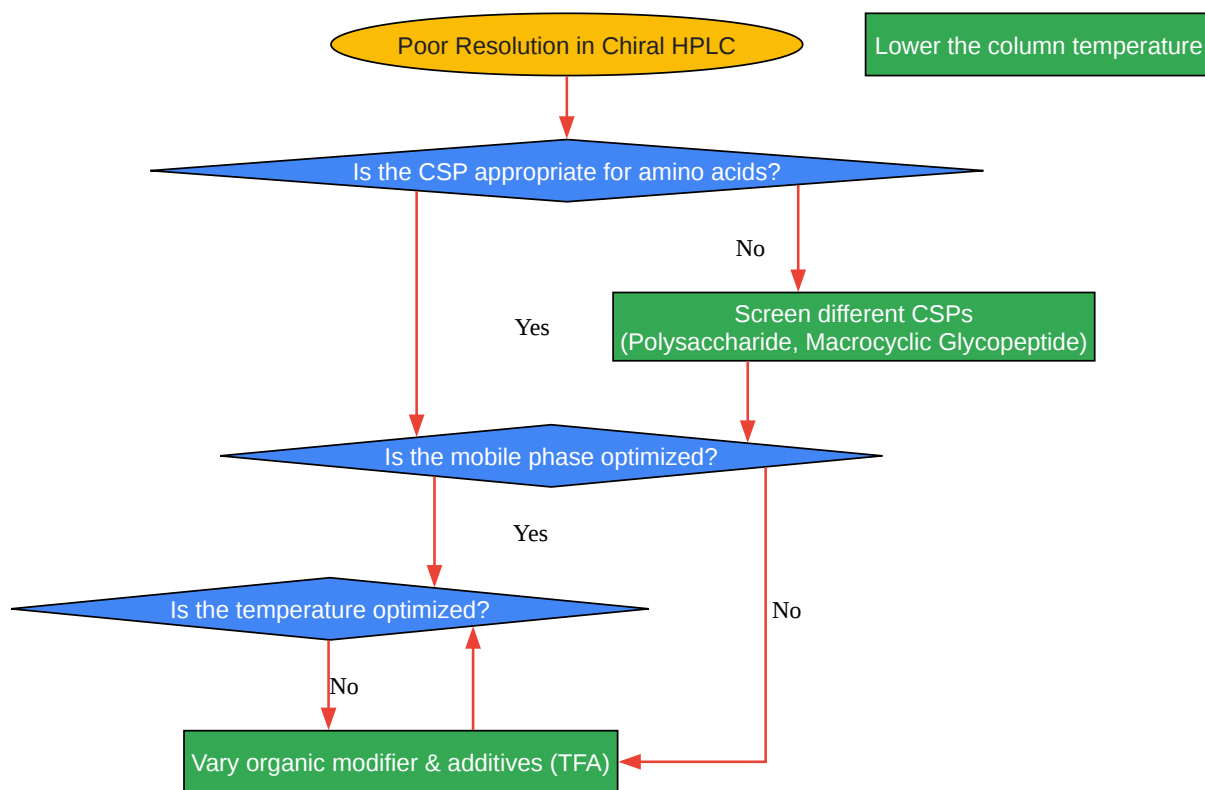 Poor Resolution in Chiral HPLC
Lower the column temperature
Is the CSP appropriate for amino acids?
No
Screen different CSPs
(Polysaccharide, Macrocyclic Glycopeptide)
Yes
Is the mobile phase optimized?
Yes
Is the temperature optimized?
No
No
Vary organic modifier & additives (TFA)